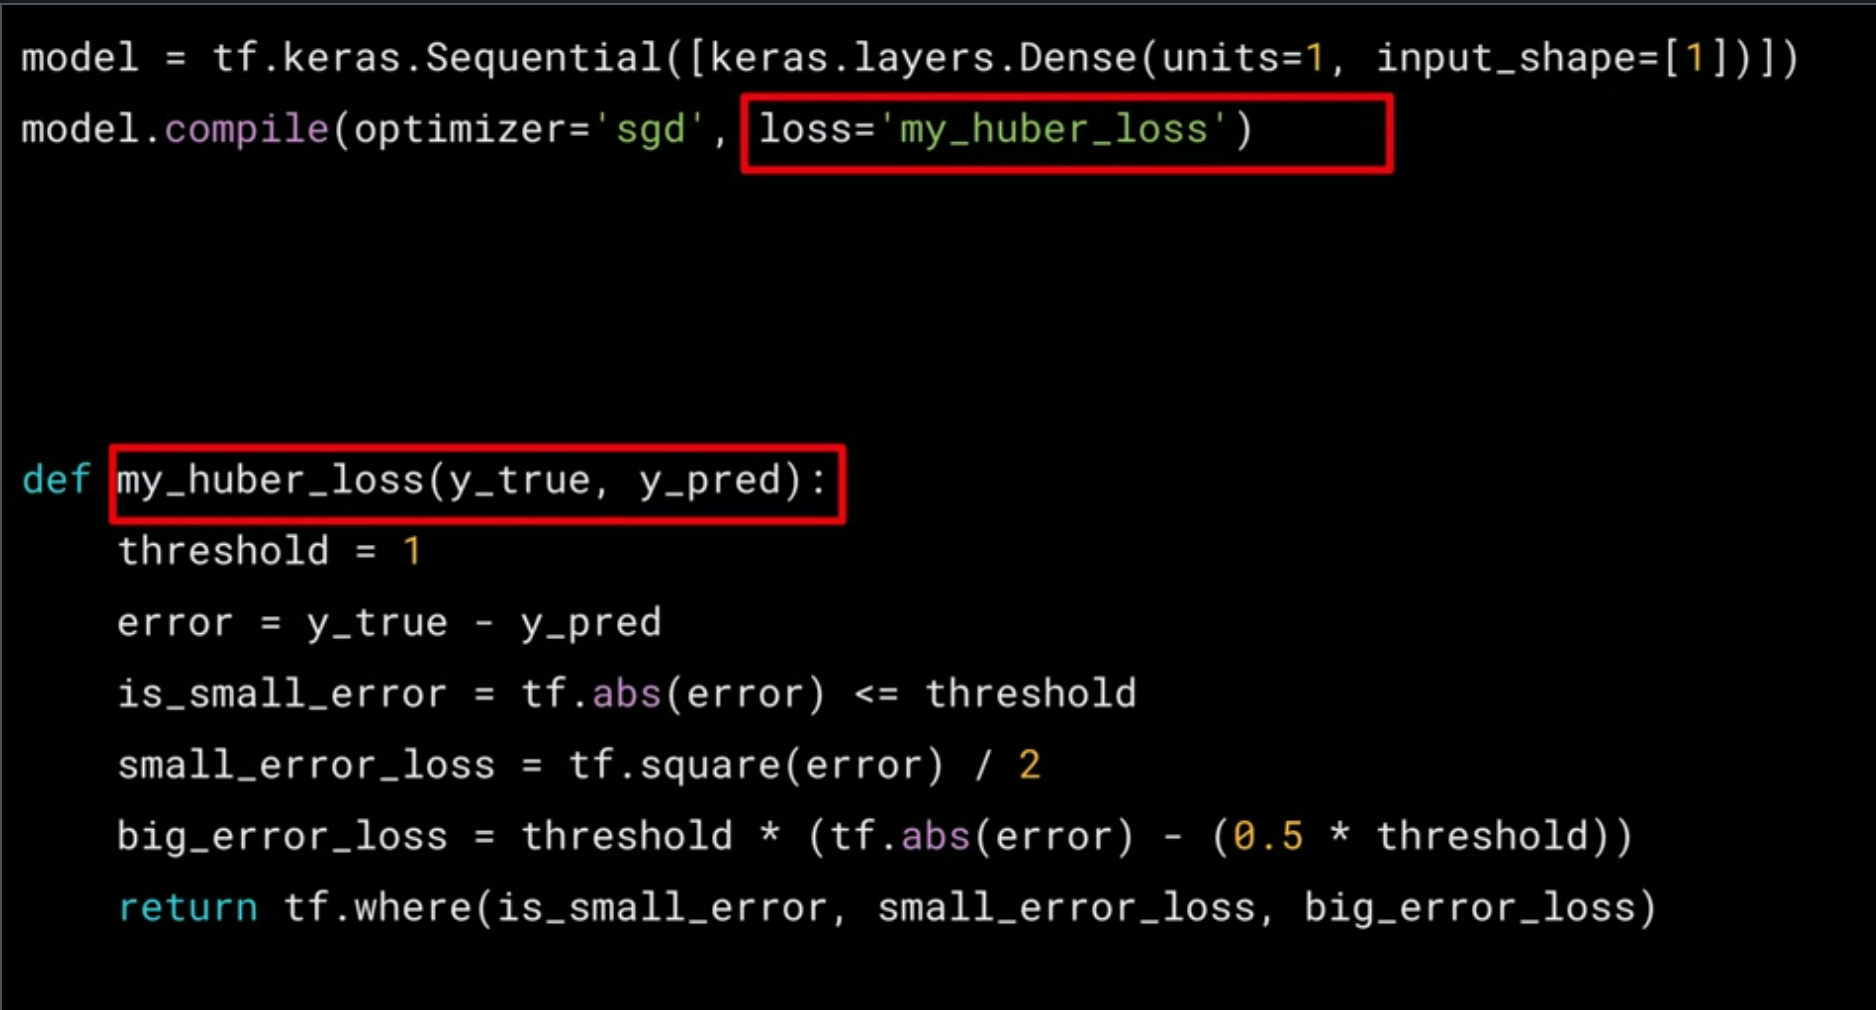 model = tf.keras.Sequential([keras.layers.Dense(units=1, input_shape=[1])])
model.compile(optimizer='sgd', loss='my_huber_loss')
def my_huber_loss(y_true, y_pred):
    threshold = 1
    error = y_true - y_pred
    is_small_error = tf.abs(error) <= threshold
    small_error_loss = tf.square(error) / 2
    big_error_loss = threshold * (tf.abs(error) - (0.5 * threshold))
    return tf.where(is_small_error, small_error_loss, big_error_loss)